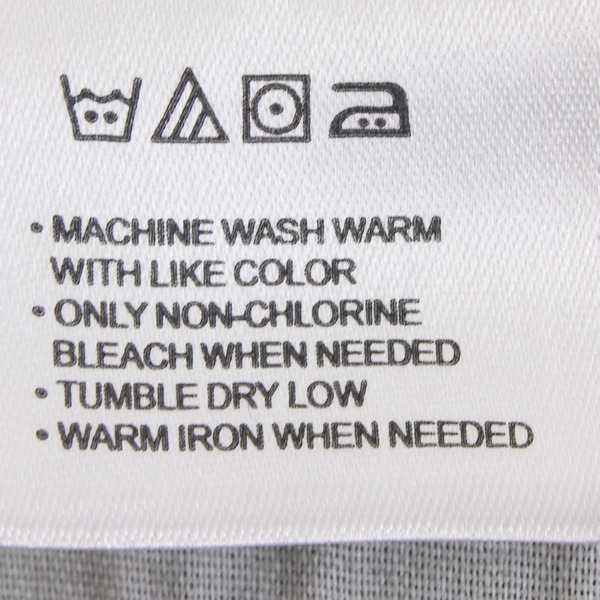 • MACHINE WASH WARM
WITH LIKE COLOR
• ONLY NON-CHLORINE
BLEACH WHEN NEEDED
• TUMBLE DRY LOW
• WARM IRON WHEN NEEDED